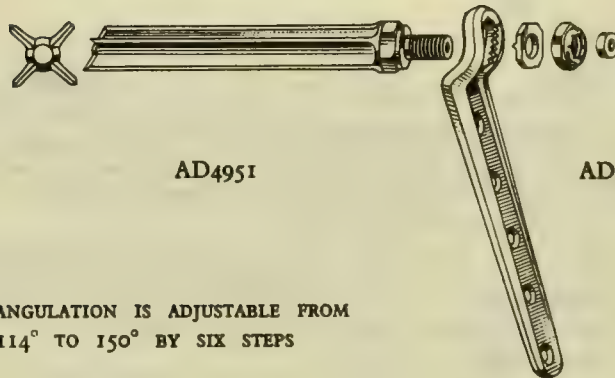 AD4951
AD
ANGULATION IS ADJUSTABLE FROM
114° TO 150° BY SIX STEPS